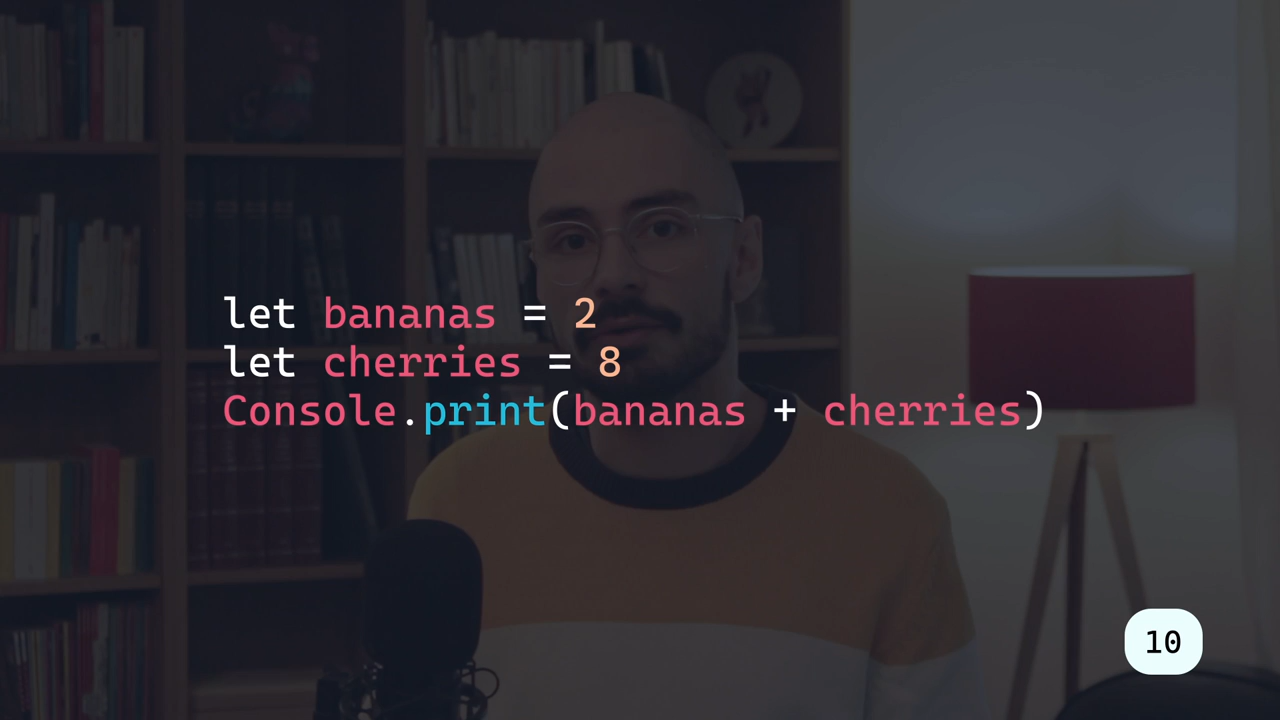 let bananas = 2
let cherries = 8
Console.print(bananas + cherries)
10